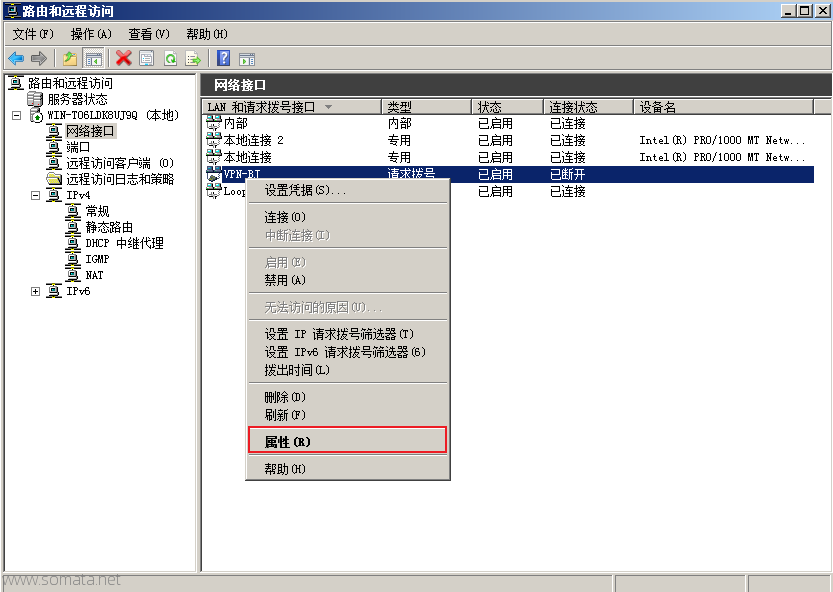 路由和远程访问
文件(F) 操作(A) 查看(V) 帮助(H)
路由和远程访问
服务器状态
WIN-TO6LDK8UJ9Q (本地)
网络接口
端口
远程访问客户端 (0)
远程访问日志和策略
IPv4
常规
静态路由
DHCP 中继代理
IGMP
NAT
IPv6
网络接口
LAN 和请求拨号接口 类型 状态 连接状态 设备名
内部 内部 已启用 已连接
本地连接 2 专用 已启用 已连接 Intel(R) PRO/1000 MT Netw...
本地连接 专用 已启用 已连接 Intel(R) PRO/1000 MT Netw...
VPN-BJ 请求拨号 已启用 已断开
Loop 已启用 已连接
设置凭据(S)...
连接(O)
中断连接(I)
启用(E)
禁用(A)
无法访问的原因(U)...
设置 IP 请求拨号筛选器(T)
设置 IPv6 请求拨号筛选器(6)
拨出时间(L)
删除(D)
刷新(F)
属性(R)
帮助(H)
www.somata.net